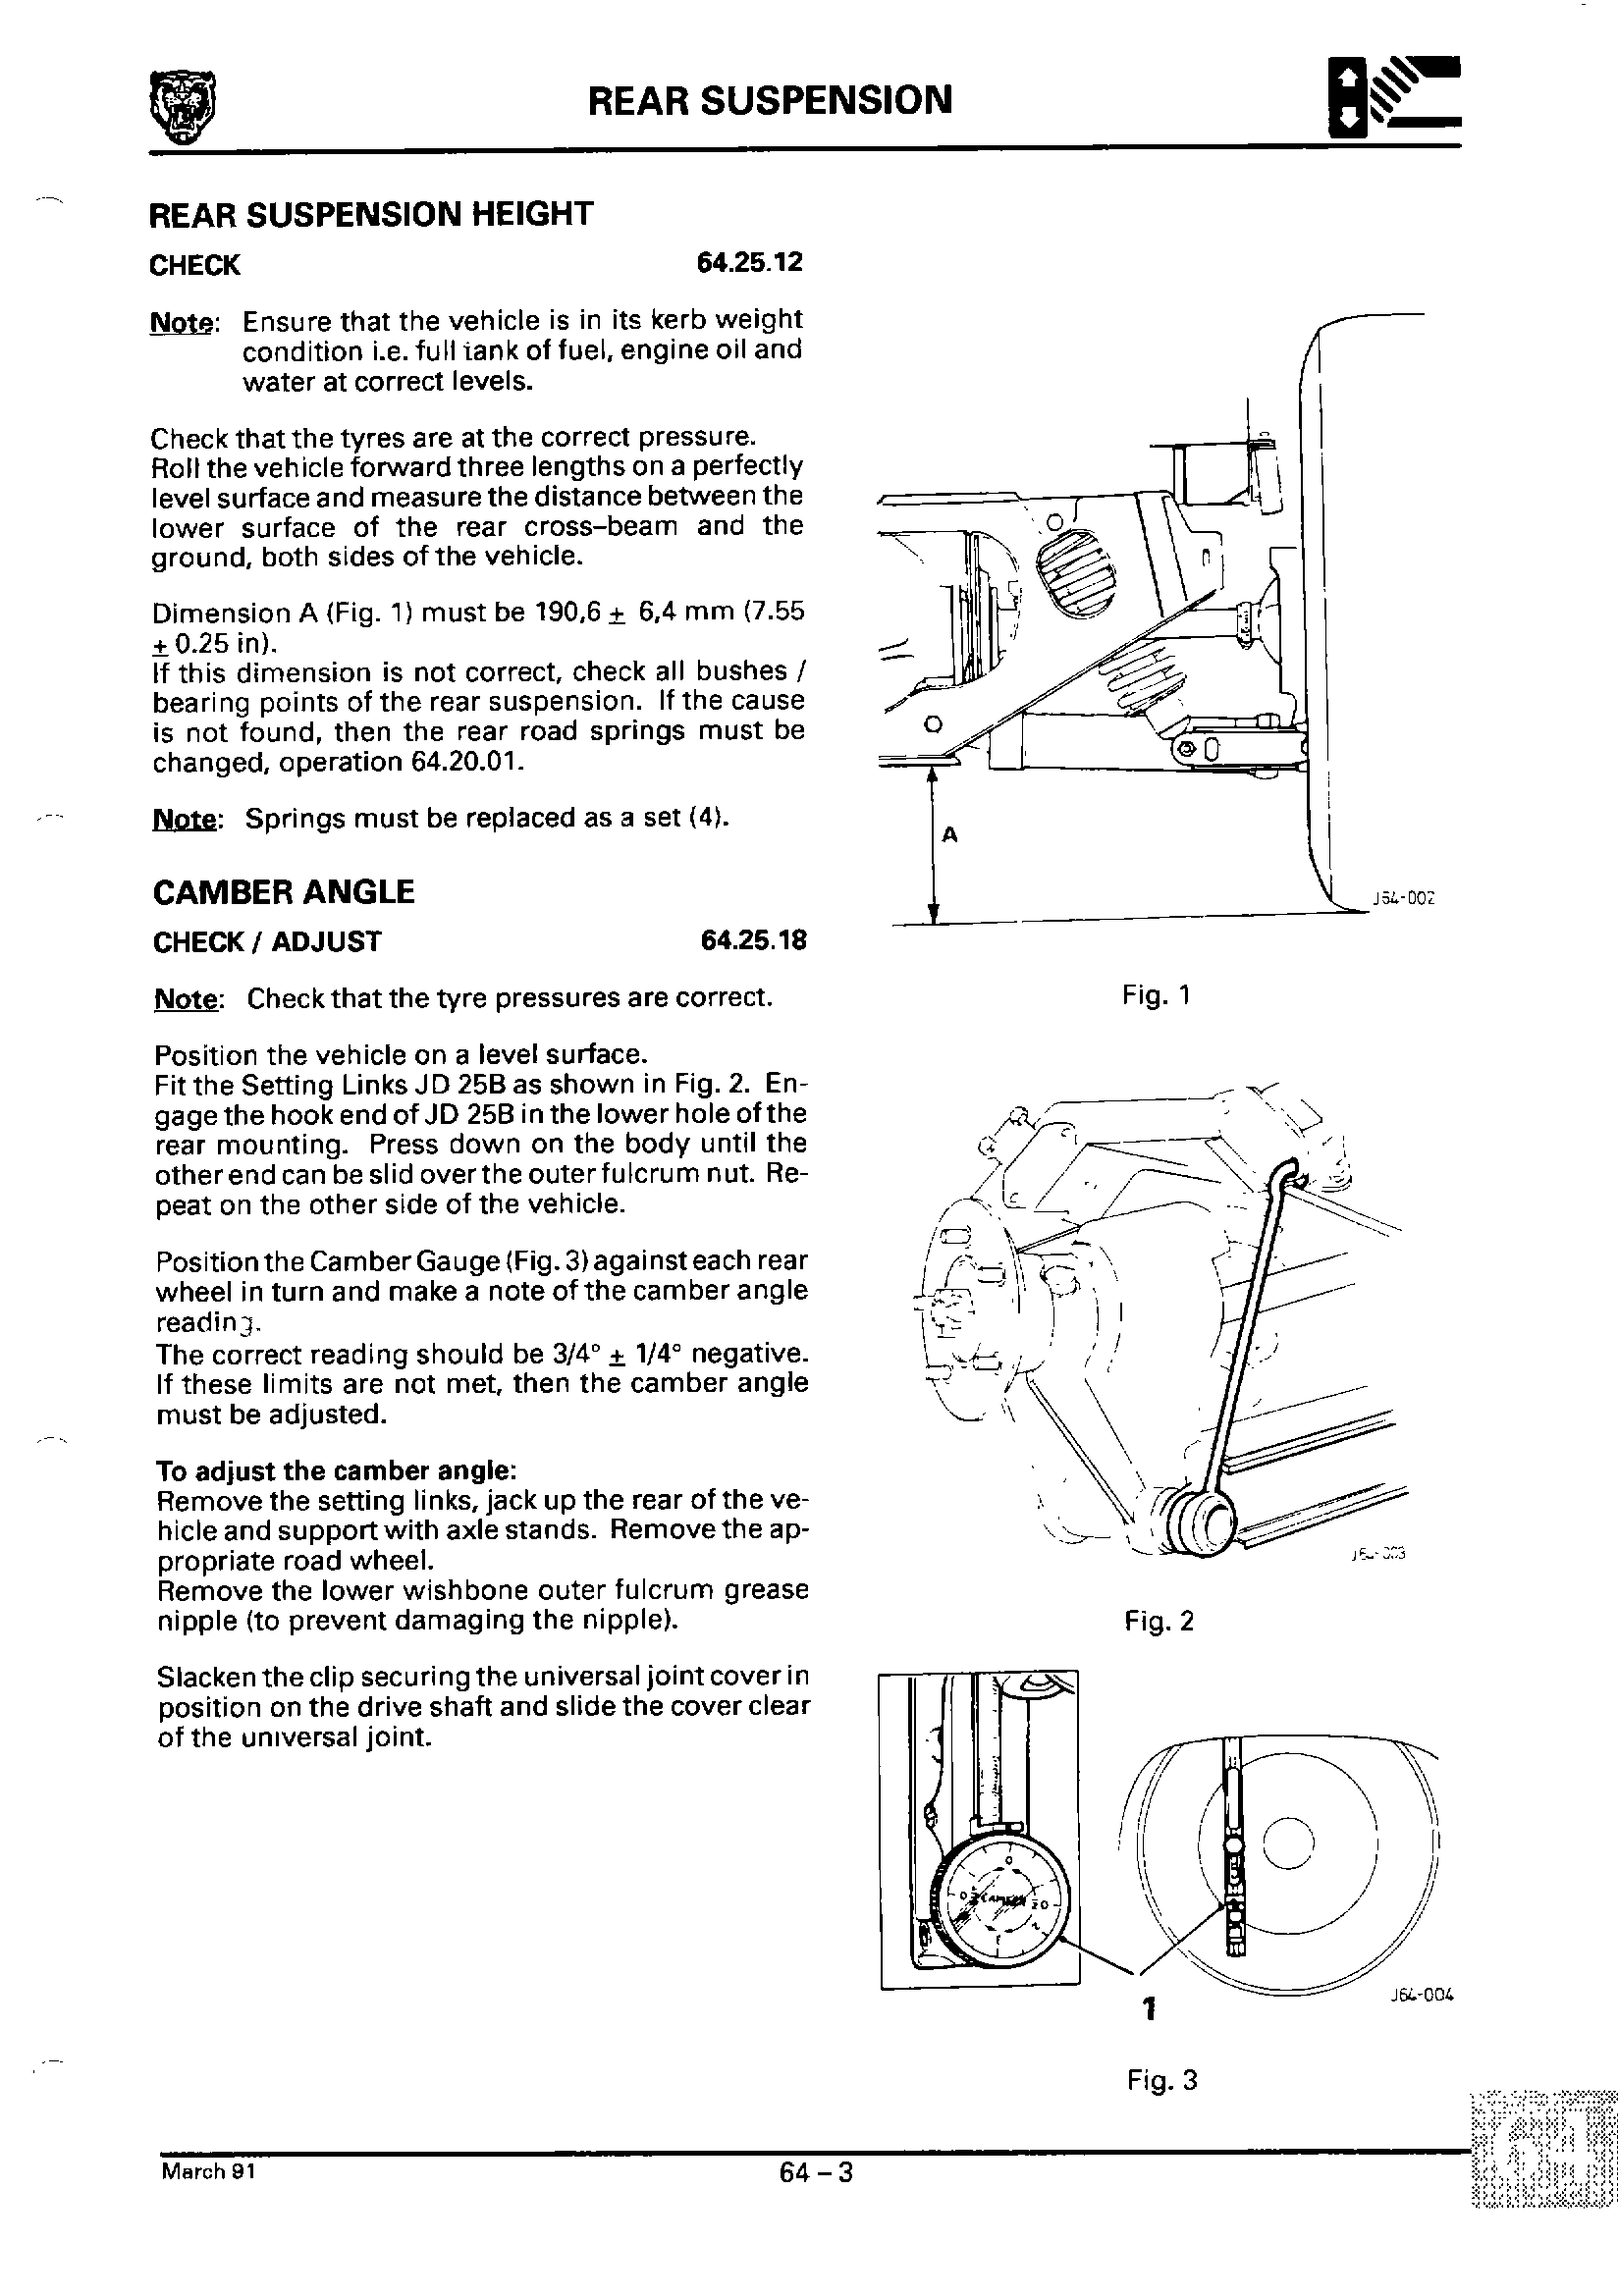 REAR SUSPENSION
REAR SUSPENSION HEIGHT
CHECK 64.25.12
Note: Ensure that the vehicle is in its kerb weight
condition i.e. full tank of fuel, engine oil and
water at correct levels.
Check that the tyres are at the correct pressure.
Roll the vehicle forward three lengths on a perfectly
level surface and measure the distance between the
lower surface of the rear cross–beam and the
ground, both sides of the vehicle.
Dimension A (Fig. 1) must be 190,6 ± 6,4 mm (7.55
± 0.25 in).
If this dimension is not correct, check all bushes /
bearing points of the rear suspension. If the cause
is not found, then the rear road springs must be
changed, operation 64.20.01.
Note: Springs must be replaced as a set (4).
CAMBER ANGLE
CHECK / ADJUST 64.25.18
Note: Check that the tyre pressures are correct.
Position the vehicle on a level surface.
Fit the Setting Links JD 25B as shown in Fig. 2. En-
gage the hook end of JD 25B in the lower hole of the
rear mounting. Press down on the body until the
other end can be slid over the outer fulcrum nut. Re-
peat on the other side of the vehicle.
Position the Camber Gauge (Fig. 3) against each rear
wheel in turn and make a note of the camber angle
reading.
The correct reading should be 3/4° ± 1/4° negative.
If these limits are not met, then the camber angle
must be adjusted.
To adjust the camber angle:
Remove the setting links, jack up the rear of the ve-
hicle and support with axle stands. Remove the ap-
propriate road wheel.
Remove the lower wishbone outer fulcrum grease
nipple (to prevent damaging the nipple).
Slacken the clip securing the universal joint cover in
position on the drive shaft and slide the cover clear
of the universal joint.
A
J64-002
Fig. 1
J64-003
Fig. 2
CAMBER
1
J64-004
Fig. 3
March 91
64 – 3
64